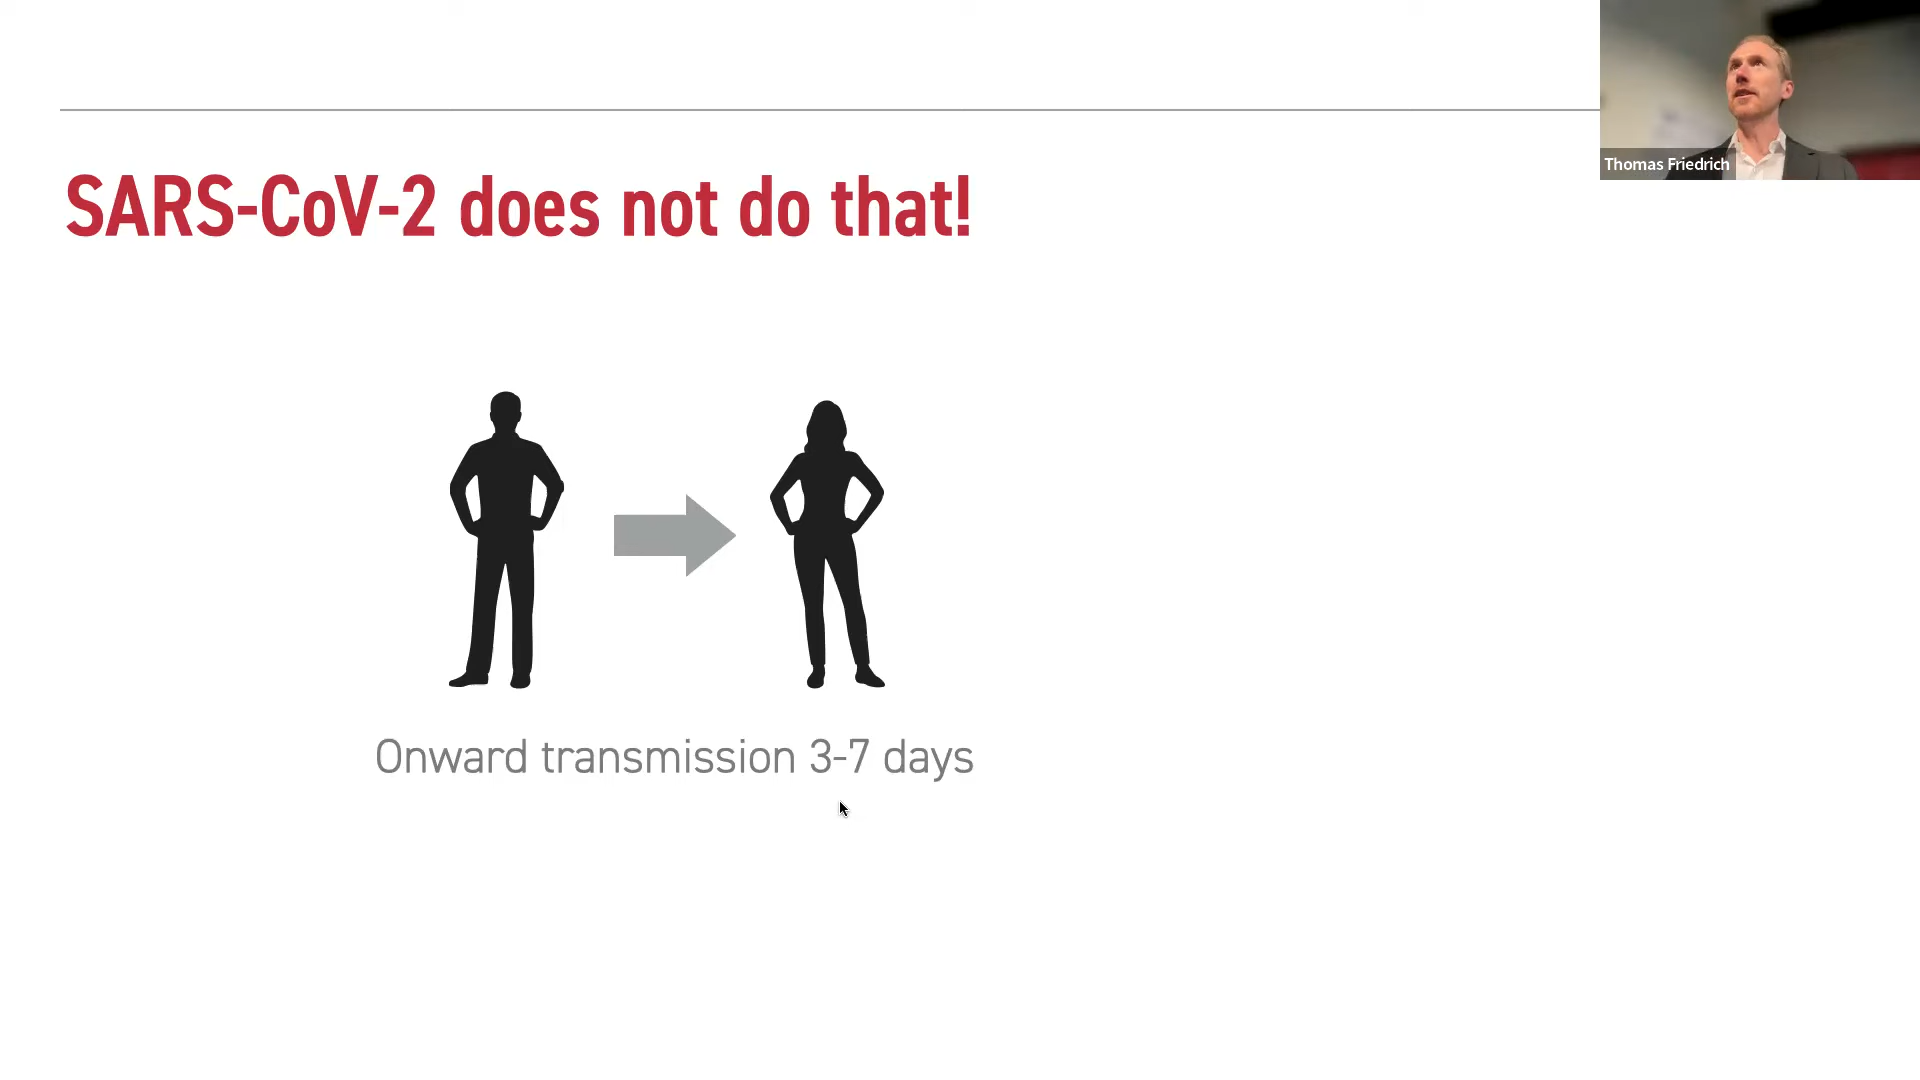 Thomas Friedrich
SARS-CoV-2 does not do that!
Onward transmission 3-7 days